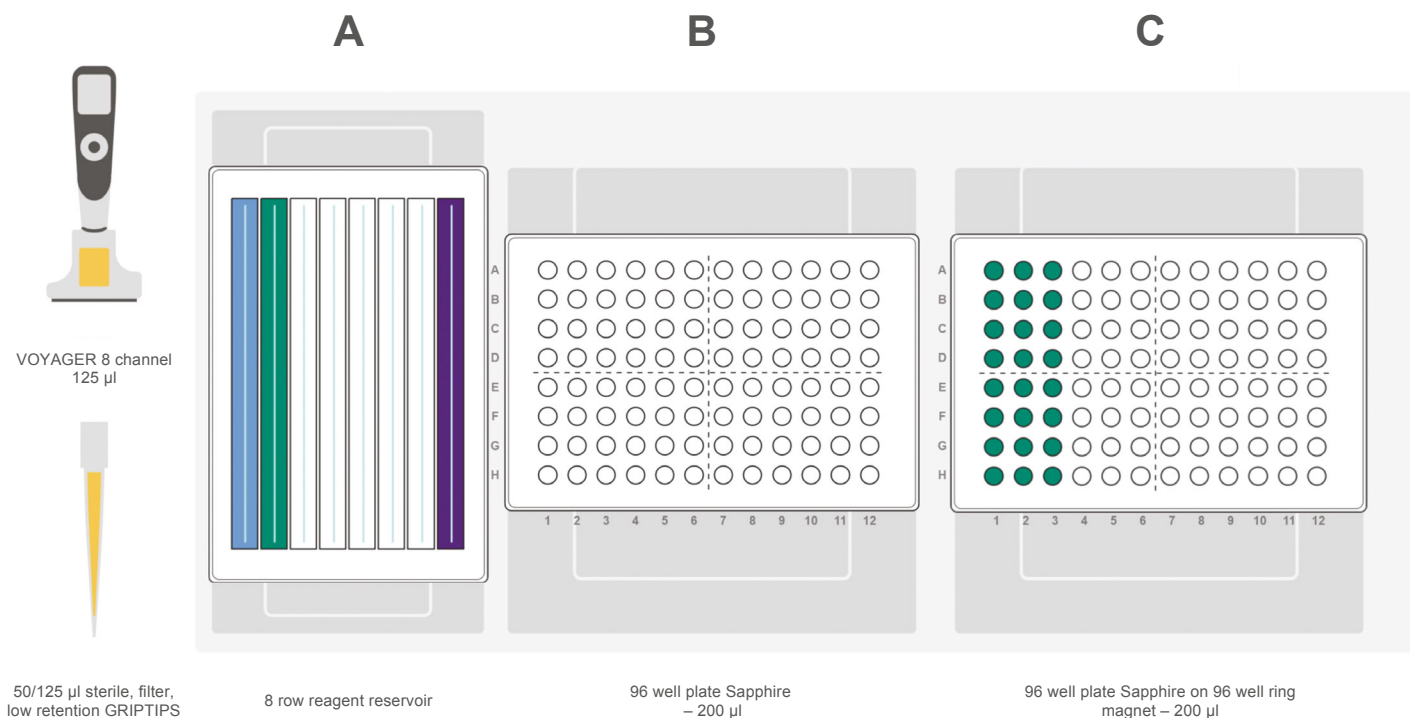 A
B
C
VOYAGER 8 channel
125 µl
50/125 µl sterile, filter,
low retention GRIPTIPS
8 row reagent reservoir
A
B
C
D
E
F
G
H
1 2 3 4 5 6 7 8 9 10 11 12
96 well plate Sapphire
– 200 µl
A
B
C
D
E
F
G
H
1 2 3 4 5 6 7 8 9 10 11 12
96 well plate Sapphire on 96 well ring
magnet – 200 µl